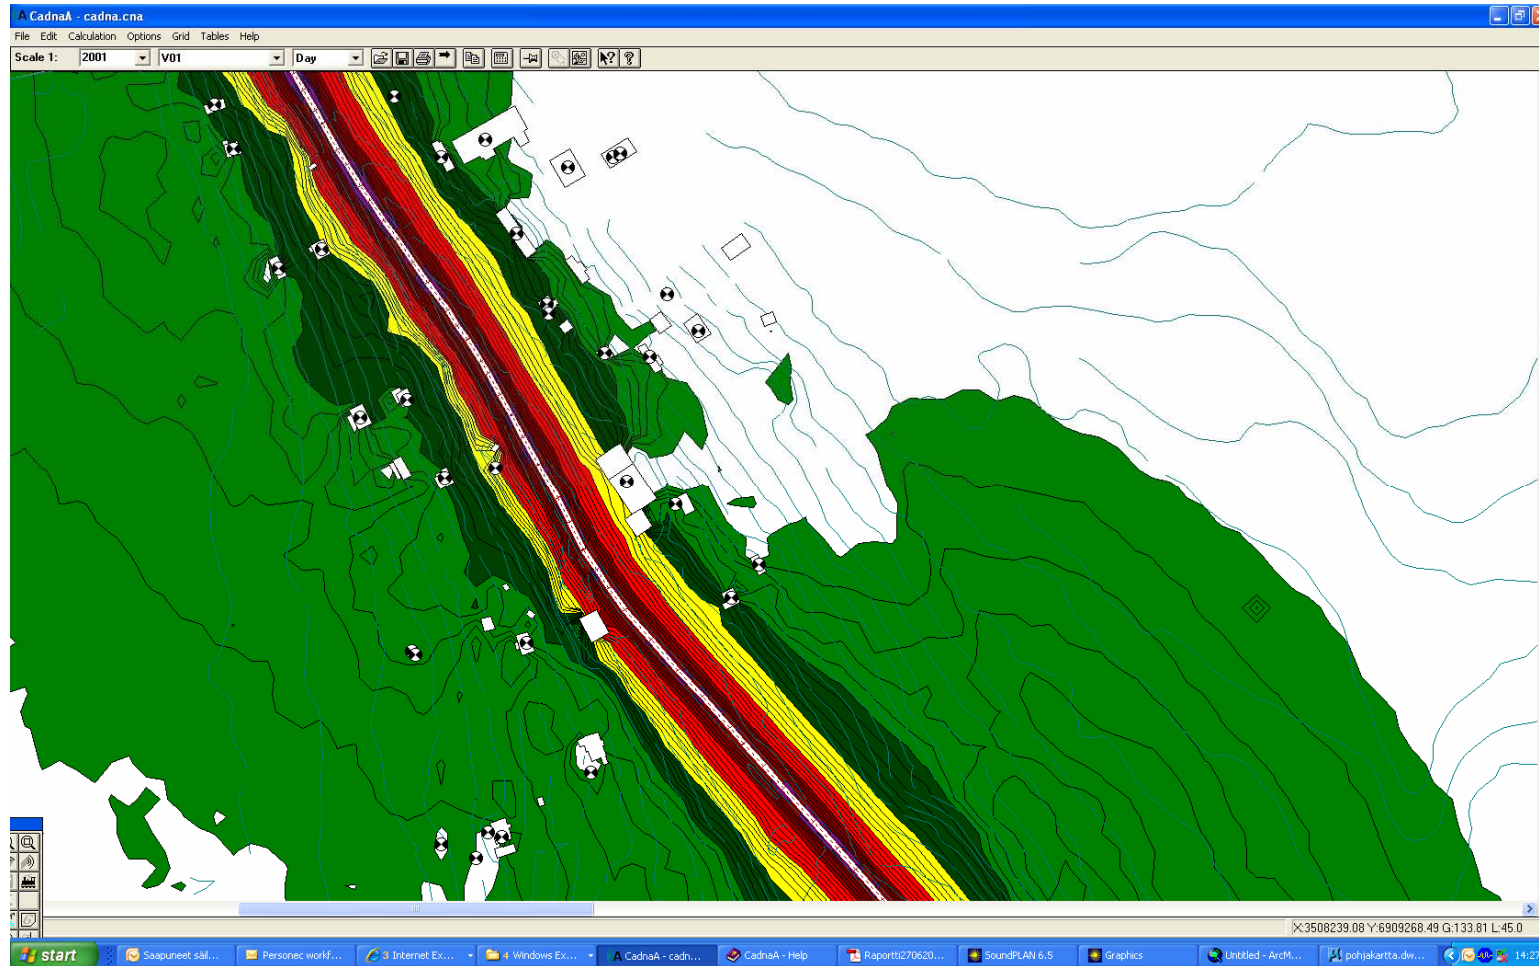 CadnaA - cadna.cna
File Edit Calculation Options Grid Tables Help
Scale 1: 2001 V01 Day
X:3508239.08 Y:6909268.49 G:133.81 L:45.0
start Saapuneet säil... Personec workf... 3 Internet Ex... 4 Windows Ex... CadnaA - cadn... CadnaA - Help Raportti270620... SoundPLAN 6.5 Graphics Untitled - ArcM... pohjakartta.dw...